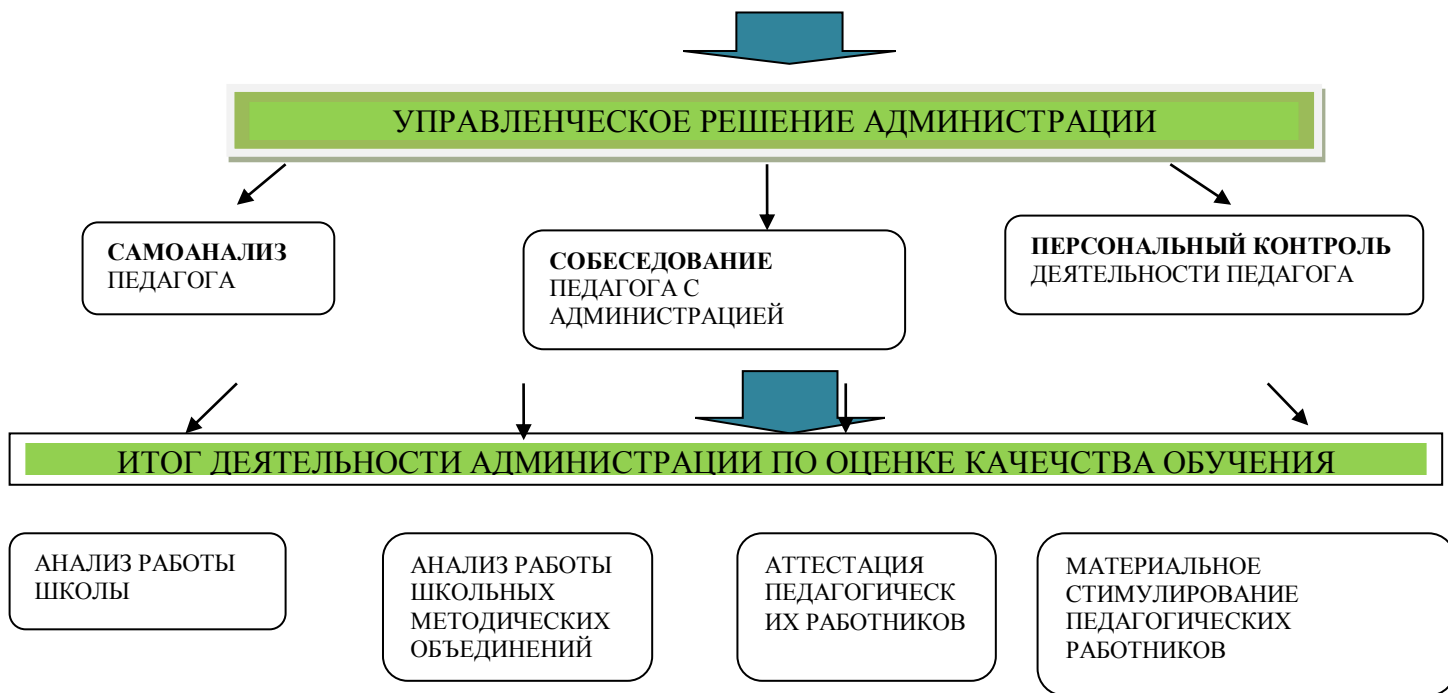 УПРАВЛЕНЧЕСКОЕ РЕШЕНИЕ АДМИНИСТРАЦИИ
САМОАНАЛИЗ
ПЕДАГОГА
СОБЕСЕДОВАНИЕ
ПЕДАГОГА С
АДМИНИСТРАЦИЕЙ
ПЕРСОНАЛЬНЫЙ КОНТРОЛЬ
ДЕЯТЕЛЬНОСТИ ПЕДАГОГА
ИТОГ ДЕЯТЕЛЬНОСТИ АДМИНИСТРАЦИИ ПО ОЦЕНКЕ КАЧЕЧСТВА ОБУЧЕНИЯ
АНАЛИЗ РАБОТЫ
ШКОЛЫ
АНАЛИЗ РАБОТЫ
ШКОЛЬНЫХ
МЕТОДИЧЕСКИХ
ОБЪЕДИНЕНИЙ
АТТЕСТАЦИЯ
ПЕДАГОГИЧЕСК
ИХ РАБОТНИКОВ
МАТЕРИАЛЬНОЕ
СТИМУЛИРОВАНИЕ
ПЕДАГОГИЧЕСКИХ
РАБОТНИКОВ